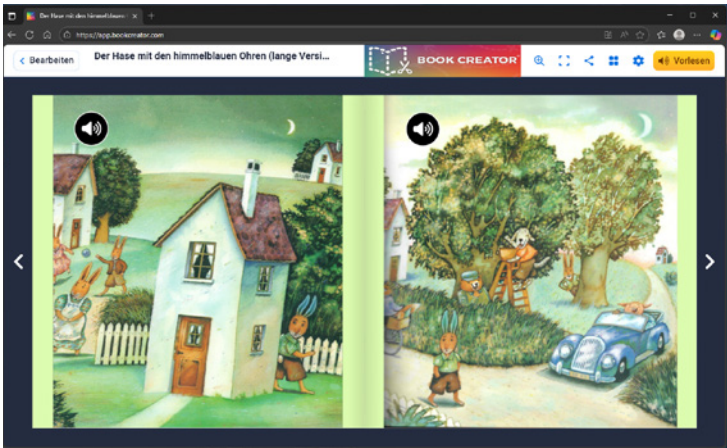 Der Hase mit den himmelblauen
https://app.bookcreator.com
Bearbeiten
Der Hase mit den himmelblauen Ohren (lange Versi...
BOOK CREATOR
Vorlesen